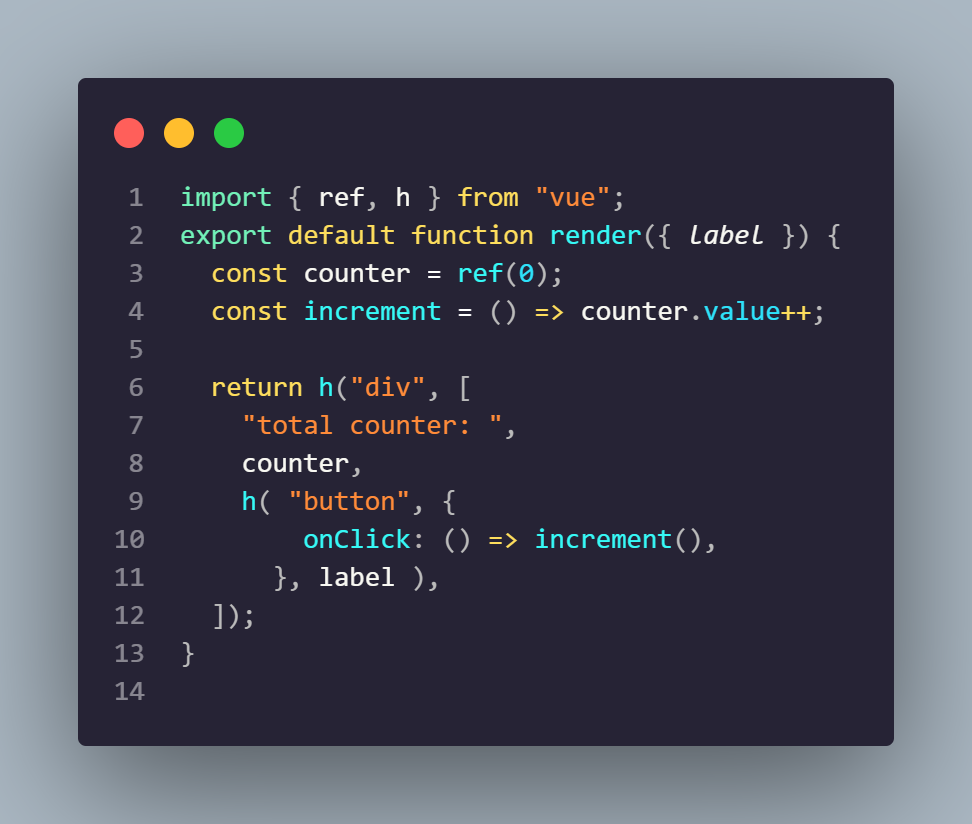 1 import { ref, h } from "vue";
2 export default function render({ label }) {
3   const counter = ref(0);
4   const increment = () => counter.value++;
5
6   return h("div", [
7     "total counter: ",
8     counter,
9     h( "button", {
10         onClick: () => increment(),
11       }, label ),
12   ]);
13 }
14